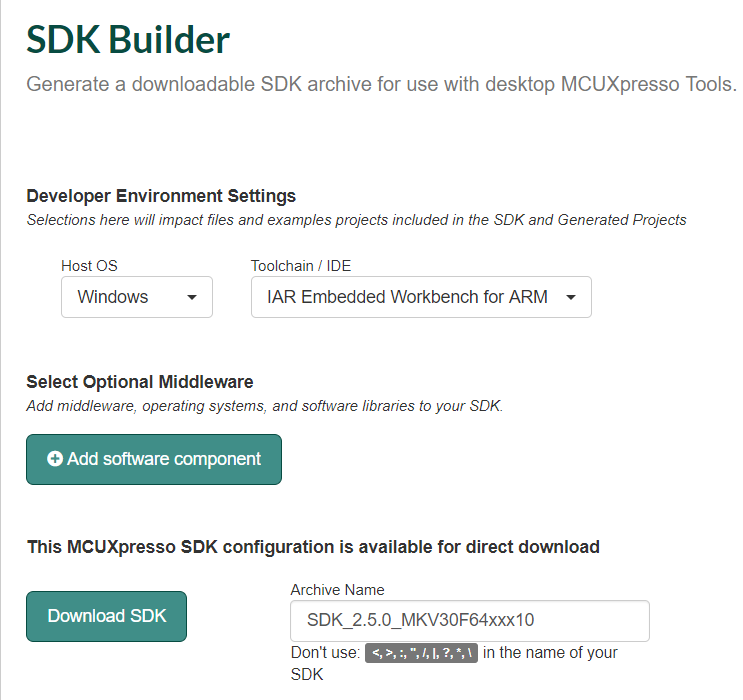 SDK Builder
Generate a downloadable SDK archive for use with desktop MCUXpresso Tools.
Developer Environment Settings
Selections here will impact files and examples projects included in the SDK and Generated Projects
Host OS
Toolchain / IDE
Windows
IAR Embedded Workbench for ARM
Select Optional Middleware
Add middleware, operating systems, and software libraries to your SDK.
Add software component
This MCUXpresso SDK configuration is available for direct download
Archive Name
Download SDK
SDK_2.5.0_MKV30F64xxx10
Don't use: <, >, :, ", /, |, ?, *, \ in the name of your
SDK